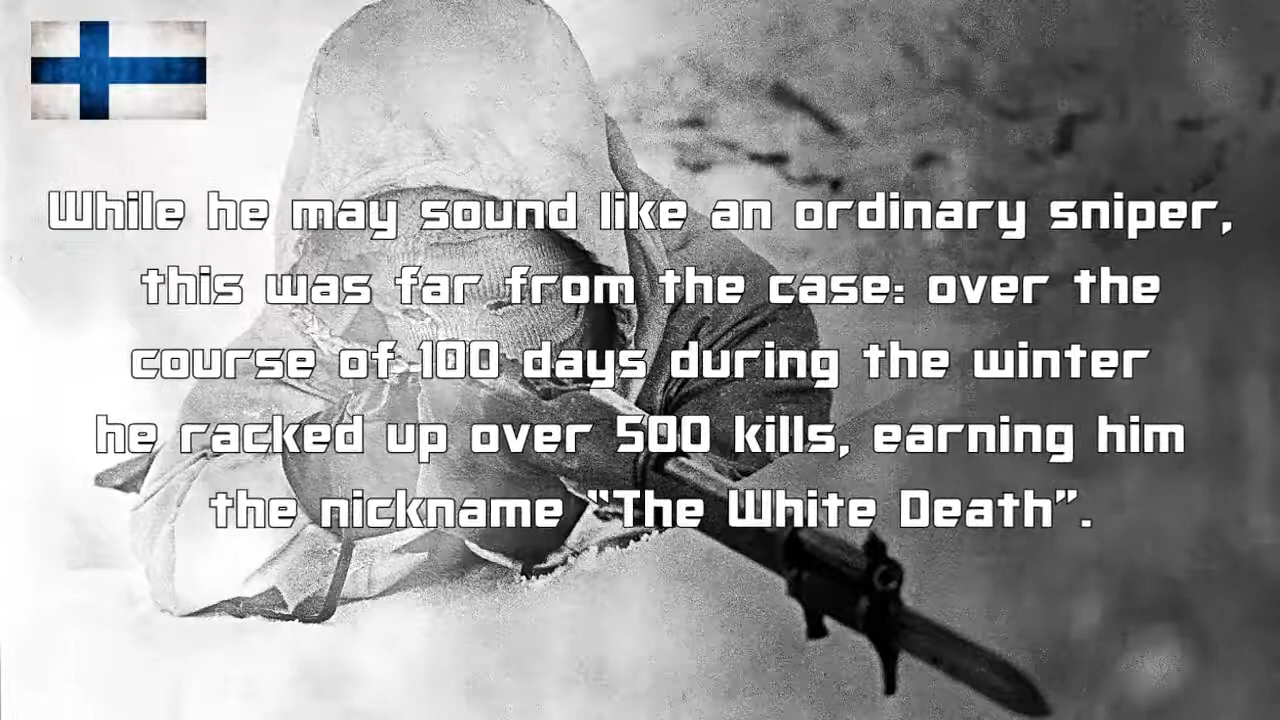 While he may sound like an ordinary sniper,
this was far from the case: over the
course of 100 days during the winter
he racked up over 500 kills, earning him
the nickname "The White Death".